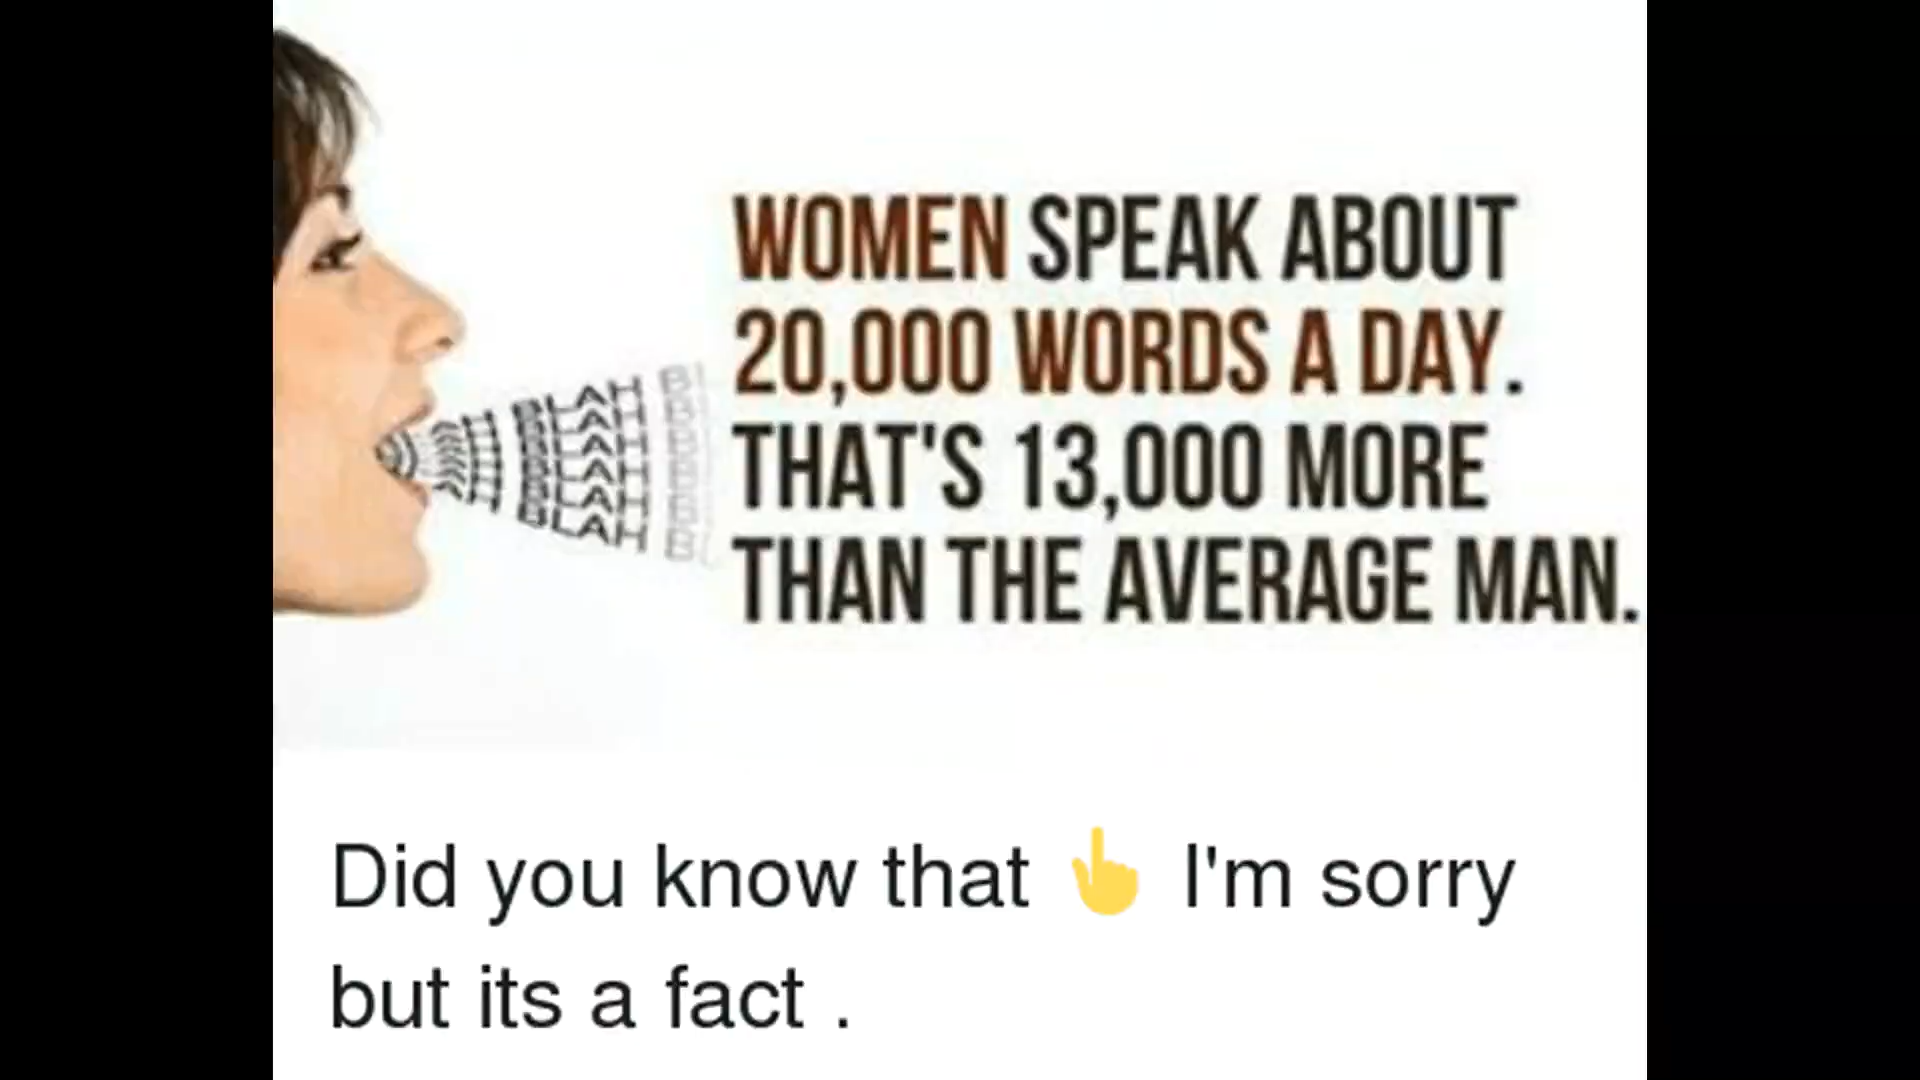 BLAH
WOMEN SPEAK ABOUT
20,000 WORDS A DAY.
THAT'S 13,000 MORE
THAN THE AVERAGE MAN.
Did you know that 👆 I'm sorry
but its a fact .